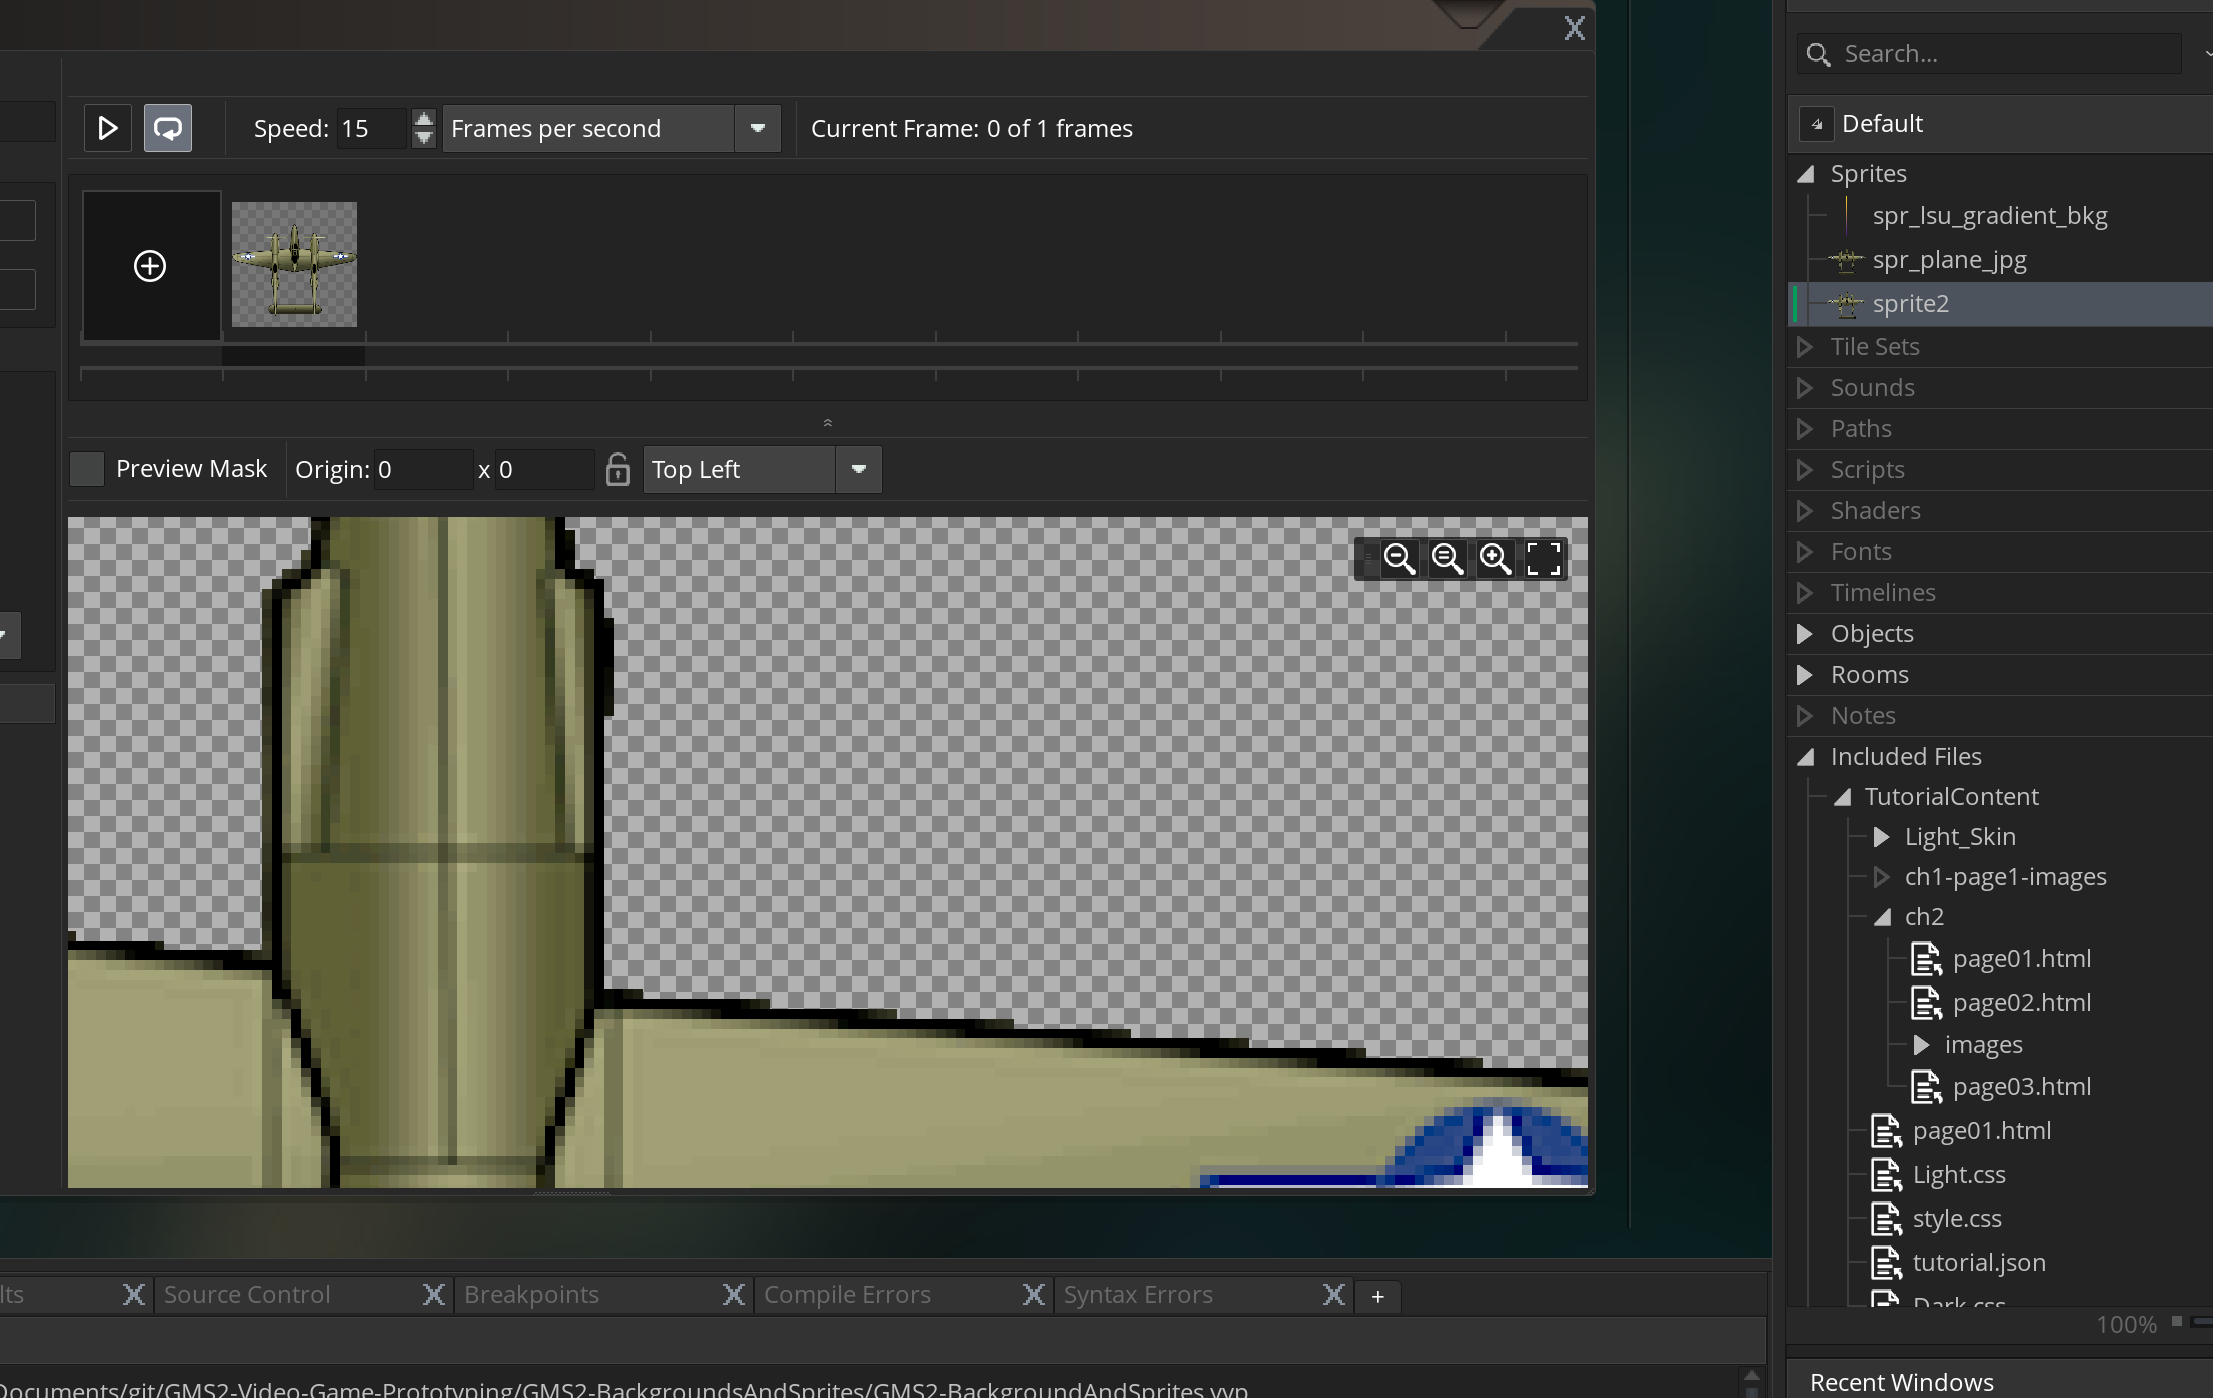 Search...
Default
Speed: 15 Frames per second Current Frame: 0 of 1 frames
Sprites
spr_lsu_gradient_bkg
spr_plane_jpg
sprite2
Tile Sets
Sounds
Paths
Preview Mask Origin: 0 x 0 Top Left
Scripts
Shaders
Fonts
Timelines
Objects
Rooms
Notes
Included Files
TutorialContent
Light_Skin
ch1-page1-images
ch2
page01.html
page02.html
images
page03.html
page01.html
Light.css
style.css
tutorial.json
Dark.css
lts Source Control Breakpoints Compile Errors Syntax Errors +
100%
Documents/git/GMS2-Video-Game-Prototyping/GMS2-BackgroundsAndSprites/GMS2-BackgroundAndSprites.yyp
Recent Windows